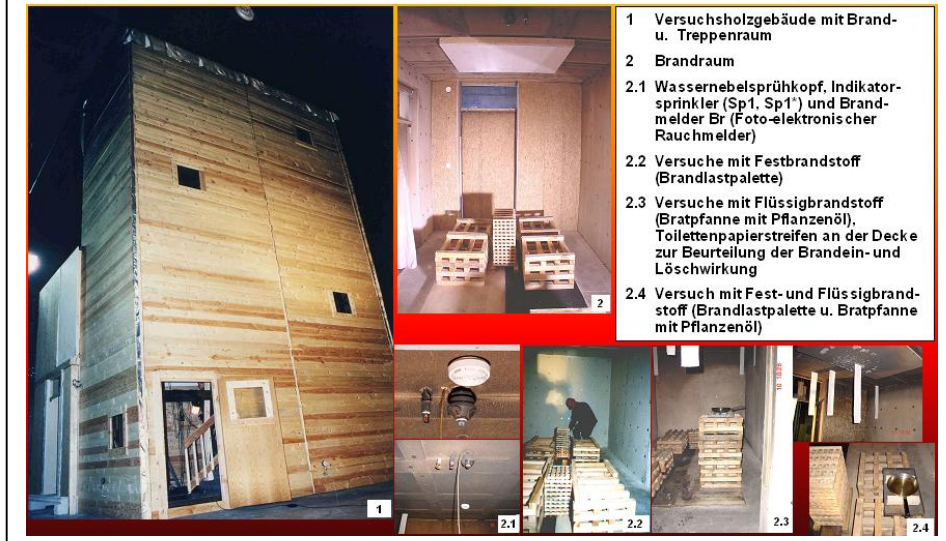 1 Versuchsholzgebäude mit Brand-
u. Treppenraum
2 Brandraum
2.1 Wassernebelsprühkopf, Indikator-
sprinkler (Sp1, Sp1*) und Brand-
melder Br (Foto-elektronischer
Rauchmelder)
2.2 Versuche mit Festbrandstoff
(Brandlastpalette)
2.3 Versuche mit Flüssigbrandstoff
(Bratpfanne mit Pflanzenöl),
Toilettenpapierstreifen an der Decke
zur Beurteilung der Brandein- und
Löschwirkung
2.4 Versuch mit Fest- und Flüssigbrand-
stoff (Brandlastpalette u. Bratpfanne
mit Pflanzenöl)
1
2
2.1
2.2
2.3
2.4